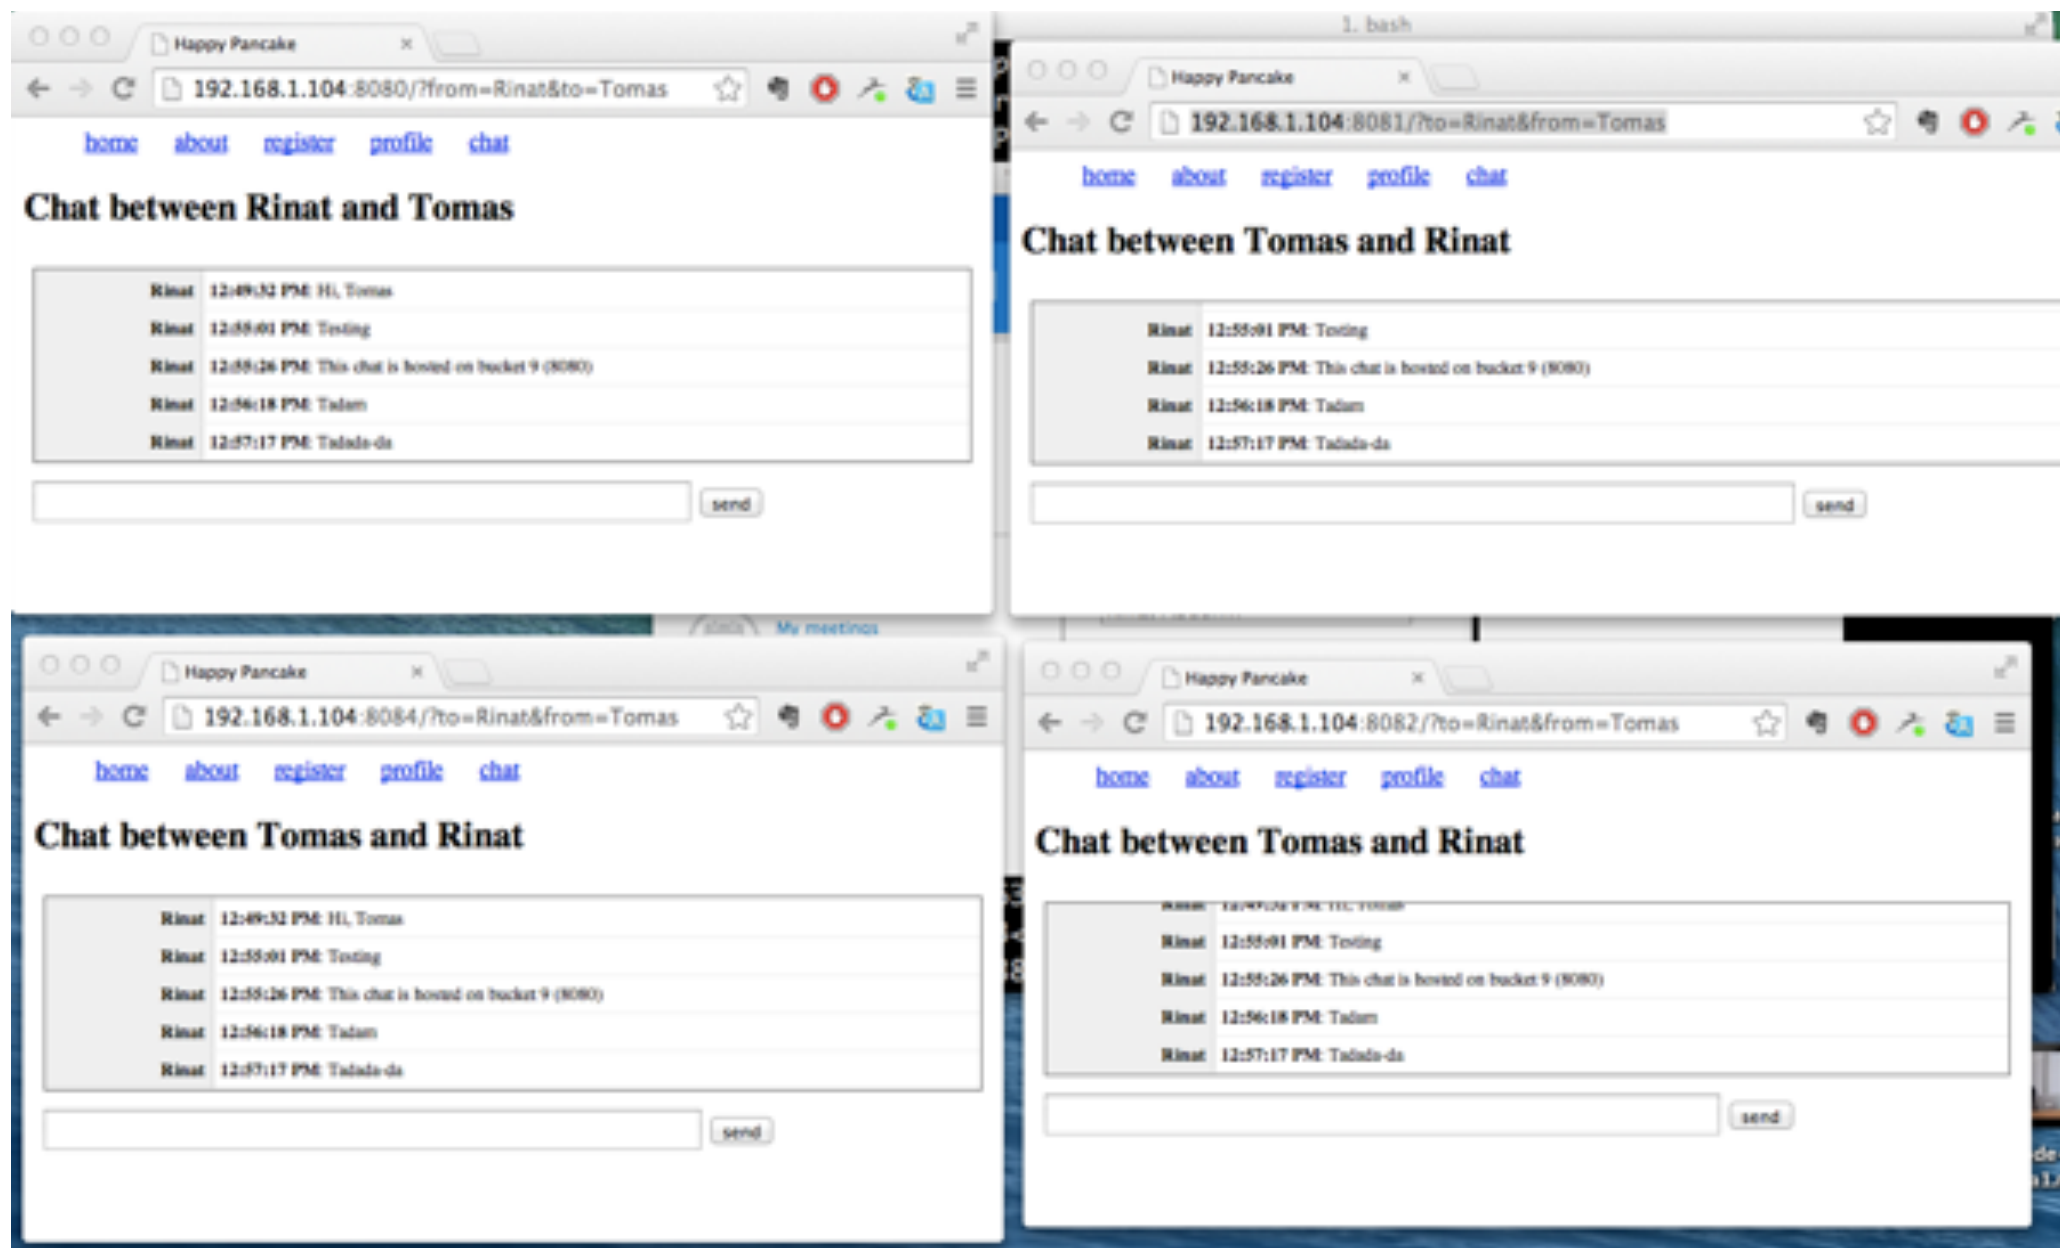 1. bash
Happy Pancake
192.168.1.104:8080/?from=Rinat&to=Tomas
home about register profile chat
Chat between Rinat and Tomas
Rinat 12:49:32 PM: Hi, Tomas
Rinat 12:55:01 PM: Testing
Rinat 12:55:26 PM: This chat is hosted on bucket 9 (8080)
Rinat 12:56:18 PM: Tadam
Rinat 12:57:17 PM: Tadada-da
send
Happy Pancake
192.168.1.104:8081/?to=Rinat&from=Tomas
home about register profile chat
Chat between Tomas and Rinat
Rinat 12:55:01 PM: Testing
Rinat 12:55:26 PM: This chat is hosted on bucket 9 (8080)
Rinat 12:56:18 PM: Tadam
Rinat 12:57:17 PM: Tadada-da
send
My meetings
Happy Pancake
192.168.1.104:8084/?to=Rinat&from=Tomas
home about register profile chat
Chat between Tomas and Rinat
Rinat 12:49:32 PM: Hi, Tomas
Rinat 12:55:01 PM: Testing
Rinat 12:55:26 PM: This chat is hosted on bucket 9 (8080)
Rinat 12:56:18 PM: Tadam
Rinat 12:57:17 PM: Tadada-da
send
Happy Pancake
192.168.1.104:8082/?to=Rinat&from=Tomas
home about register profile chat
Chat between Tomas and Rinat
Rinat 12:49:32 PM: Hi, Tomas
Rinat 12:55:01 PM: Testing
Rinat 12:55:26 PM: This chat is hosted on bucket 9 (8080)
Rinat 12:56:18 PM: Tadam
Rinat 12:57:17 PM: Tadada-da
send